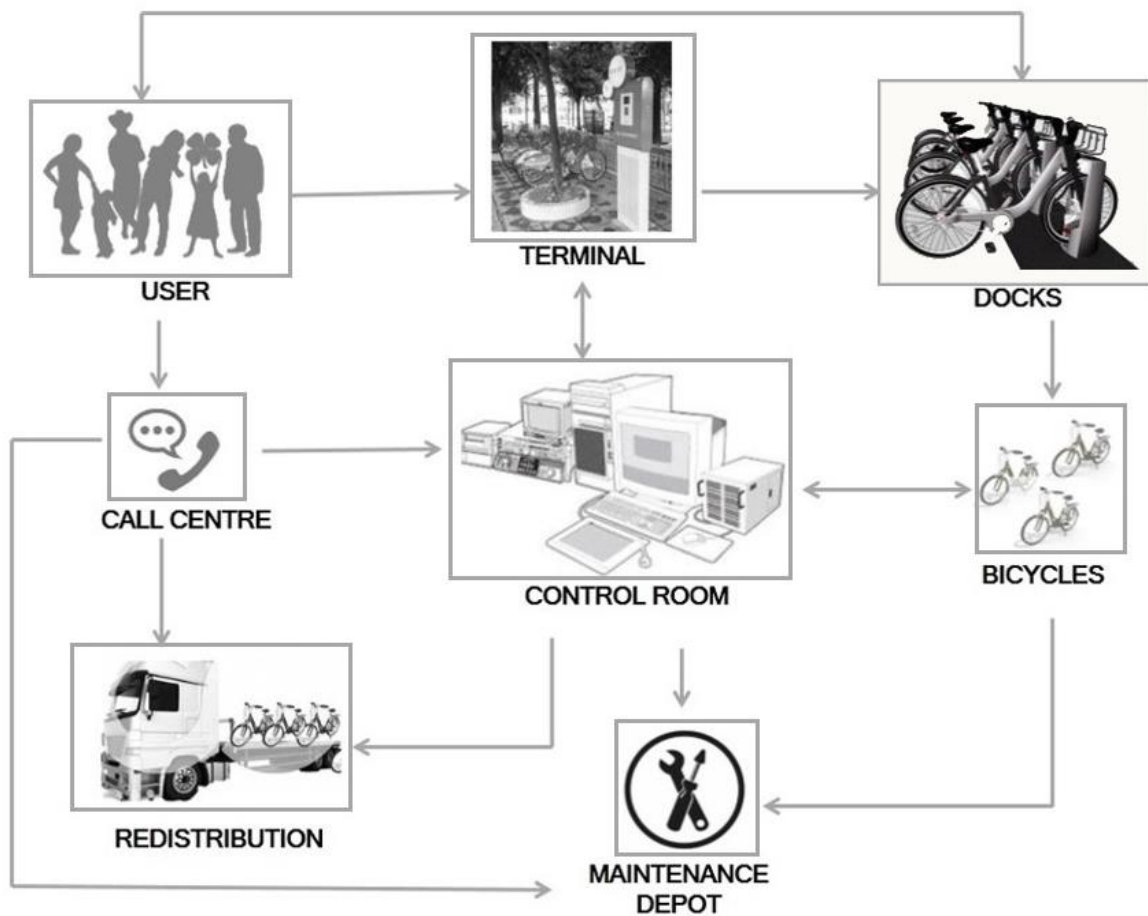 USER
TERMINAL
DOCKS
CALL CENTRE
CONTROL ROOM
BICYCLES
REDISTRIBUTION
MAINTENANCE
DEPOT